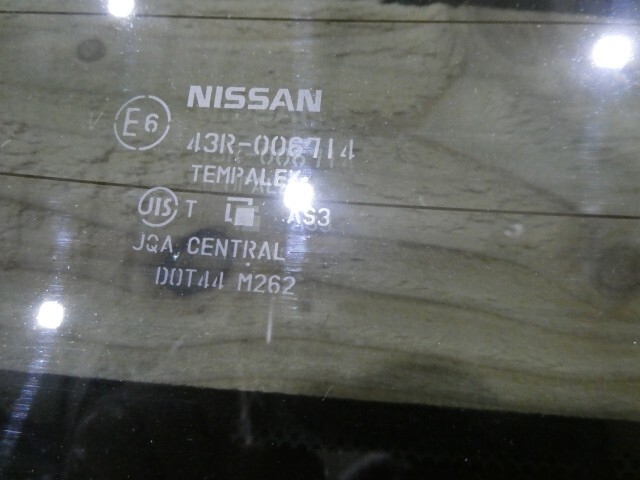 NISSAN
E6
43R-006714
TEMPALEX
JIS T AS3
JQA CENTRAL
DOT44 M262